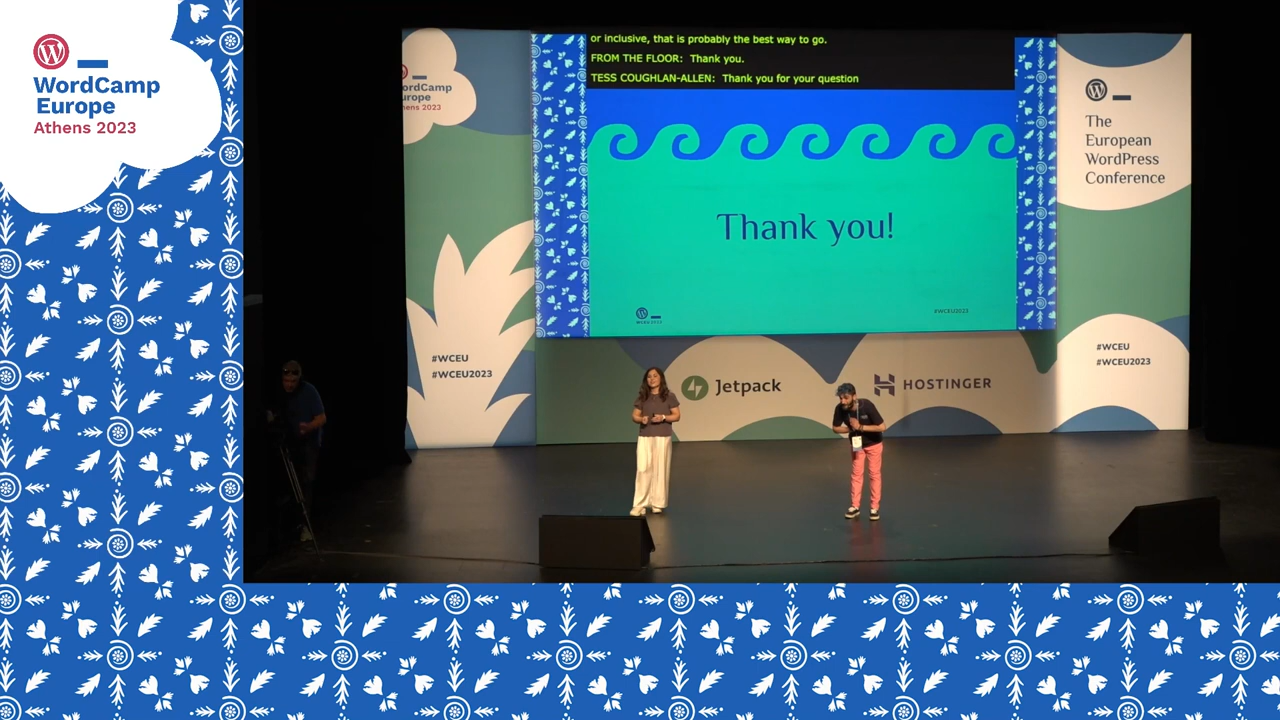 WordCamp
Europe
Athens 2023
WordCamp
urope
ens 2023
#WCEU
#WCEU2023
or inclusive, that is probably the best way to go.
FROM THE FLOOR: Thank you.
TESS COUGHLAN-ALLEN: Thank you for your question
Thank you!
#WCEU2023
Jetpack
HOSTINGER
The
European
WordPress
Conference
#WCEU
#WCEU2023